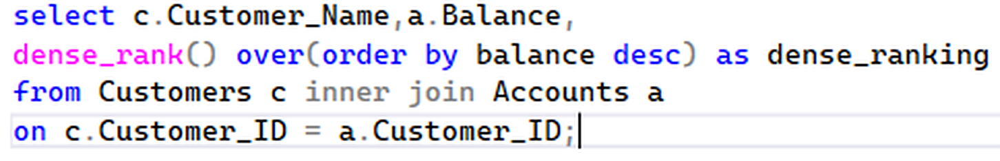 select c.Customer_Name,a.Balance,
dense_rank() over(order by balance desc) as dense_ranking
from Customers c inner join Accounts a
on c.Customer_ID = a.Customer_ID;